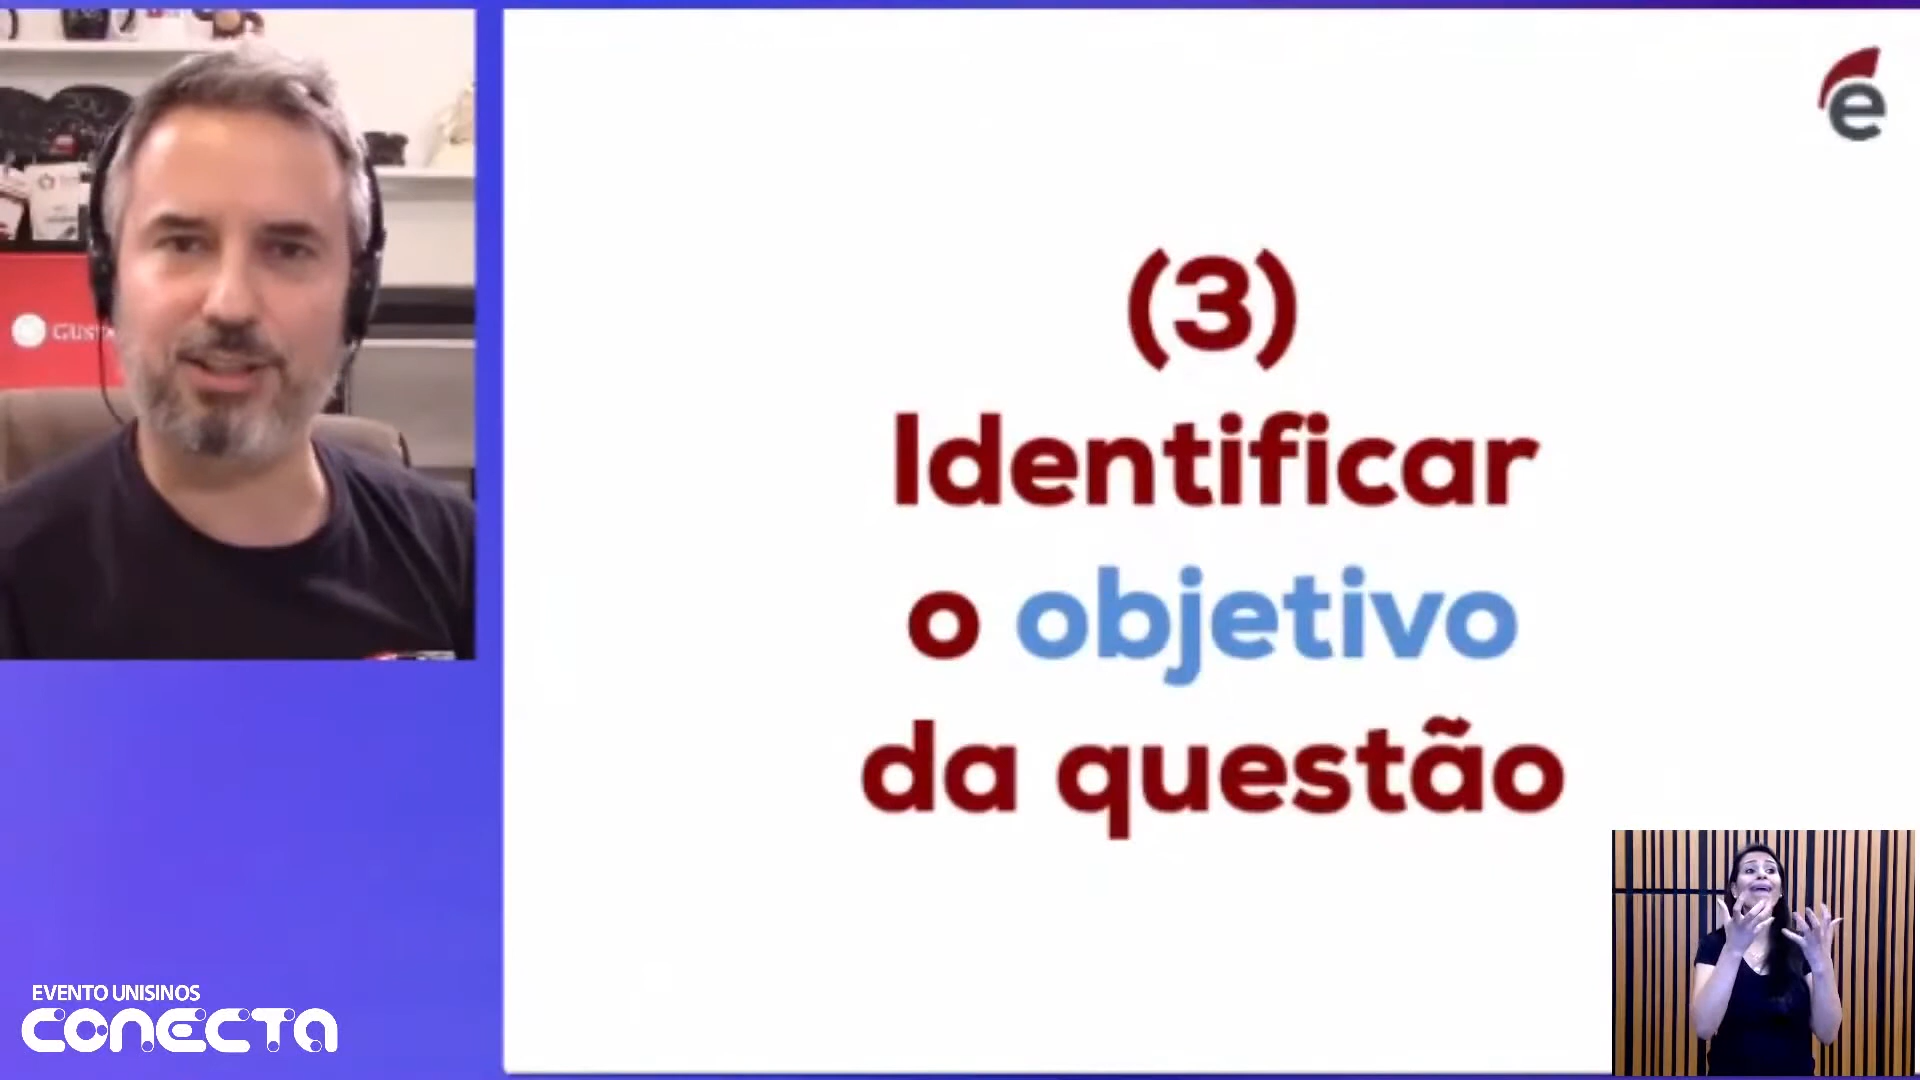 (3)
Identificar
o objetivo
da questão
EVENTO UNISINOS
CONECTA